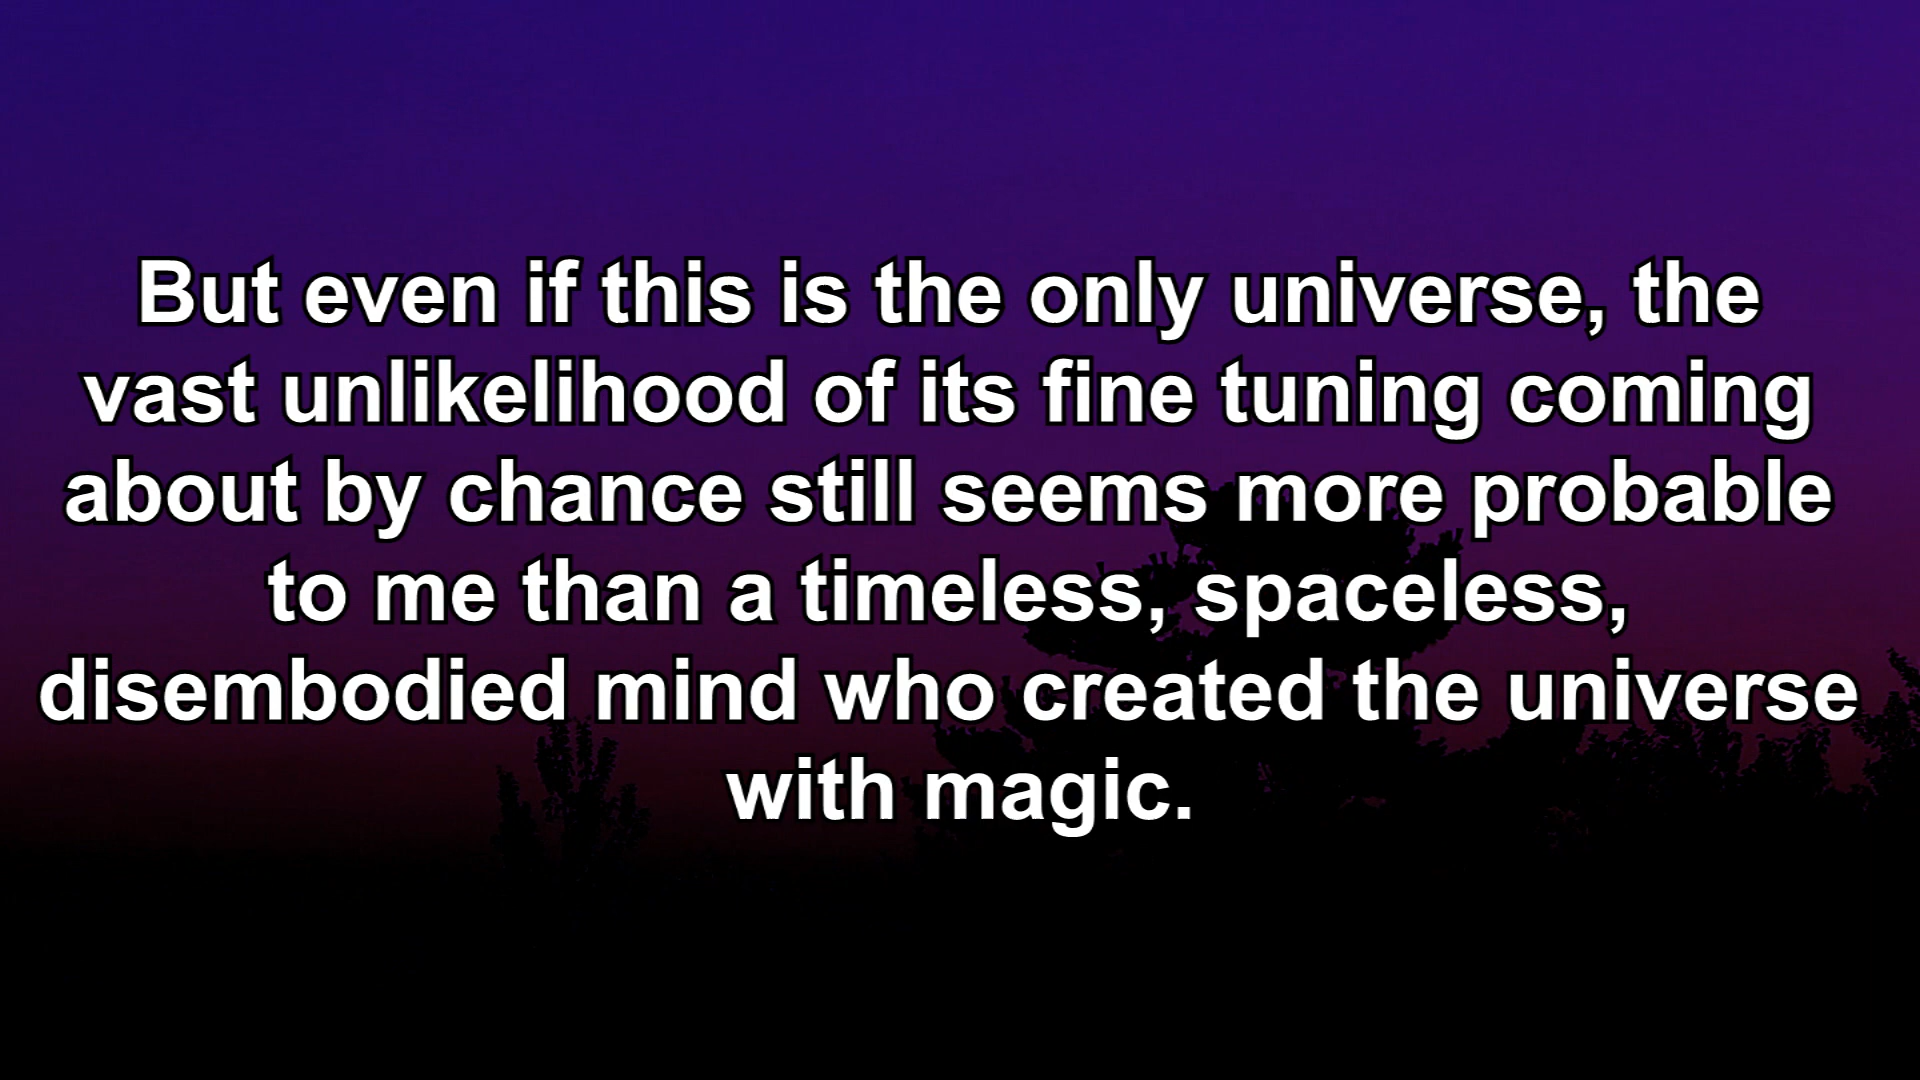 But even if this is the only universe, the
vast unlikelihood of its fine tuning coming
about by chance still seems more probable
to me than a timeless, spaceless,
disembodied mind who created the universe
with magic.